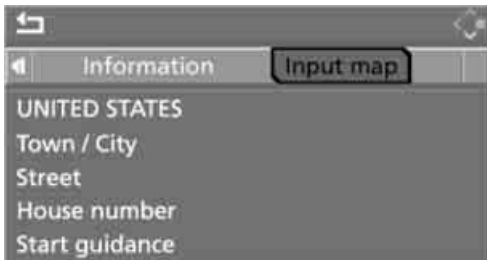 Information Input map
UNITED STATES
Town / City
Street
House number
Start guidance